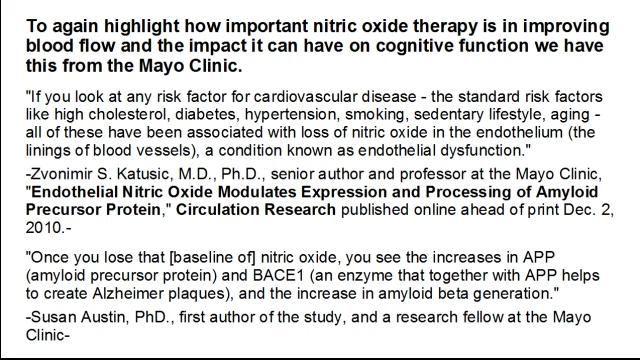 To again highlight how important nitric oxide therapy is in improving
blood flow and the impact it can have on cognitive function we have
this from the Mayo Clinic.
"If you look at any risk factor for cardiovascular disease - the standard risk factors
like high cholesterol, diabetes, hypertension, smoking, sedentary lifestyle, aging -
all of these have been associated with loss of nitric oxide in the endothelium (the
linings of blood vessels), a condition known as endothelial dysfunction."
-Zvonimir S. Katusic, M.D., Ph.D., senior author and professor at the Mayo Clinic,
"Endothelial Nitric Oxide Modulates Expression and Processing of Amyloid
Precursor Protein," Circulation Research published online ahead of print Dec. 2,
2010.-
"Once you lose that [baseline of] nitric oxide, you see the increases in APP
(amyloid precursor protein) and BACE1 (an enzyme that together with APP helps
to create Alzheimer plaques), and the increase in amyloid beta generation."
-Susan Austin, PhD., first author of the study, and a research fellow at the Mayo
Clinic-